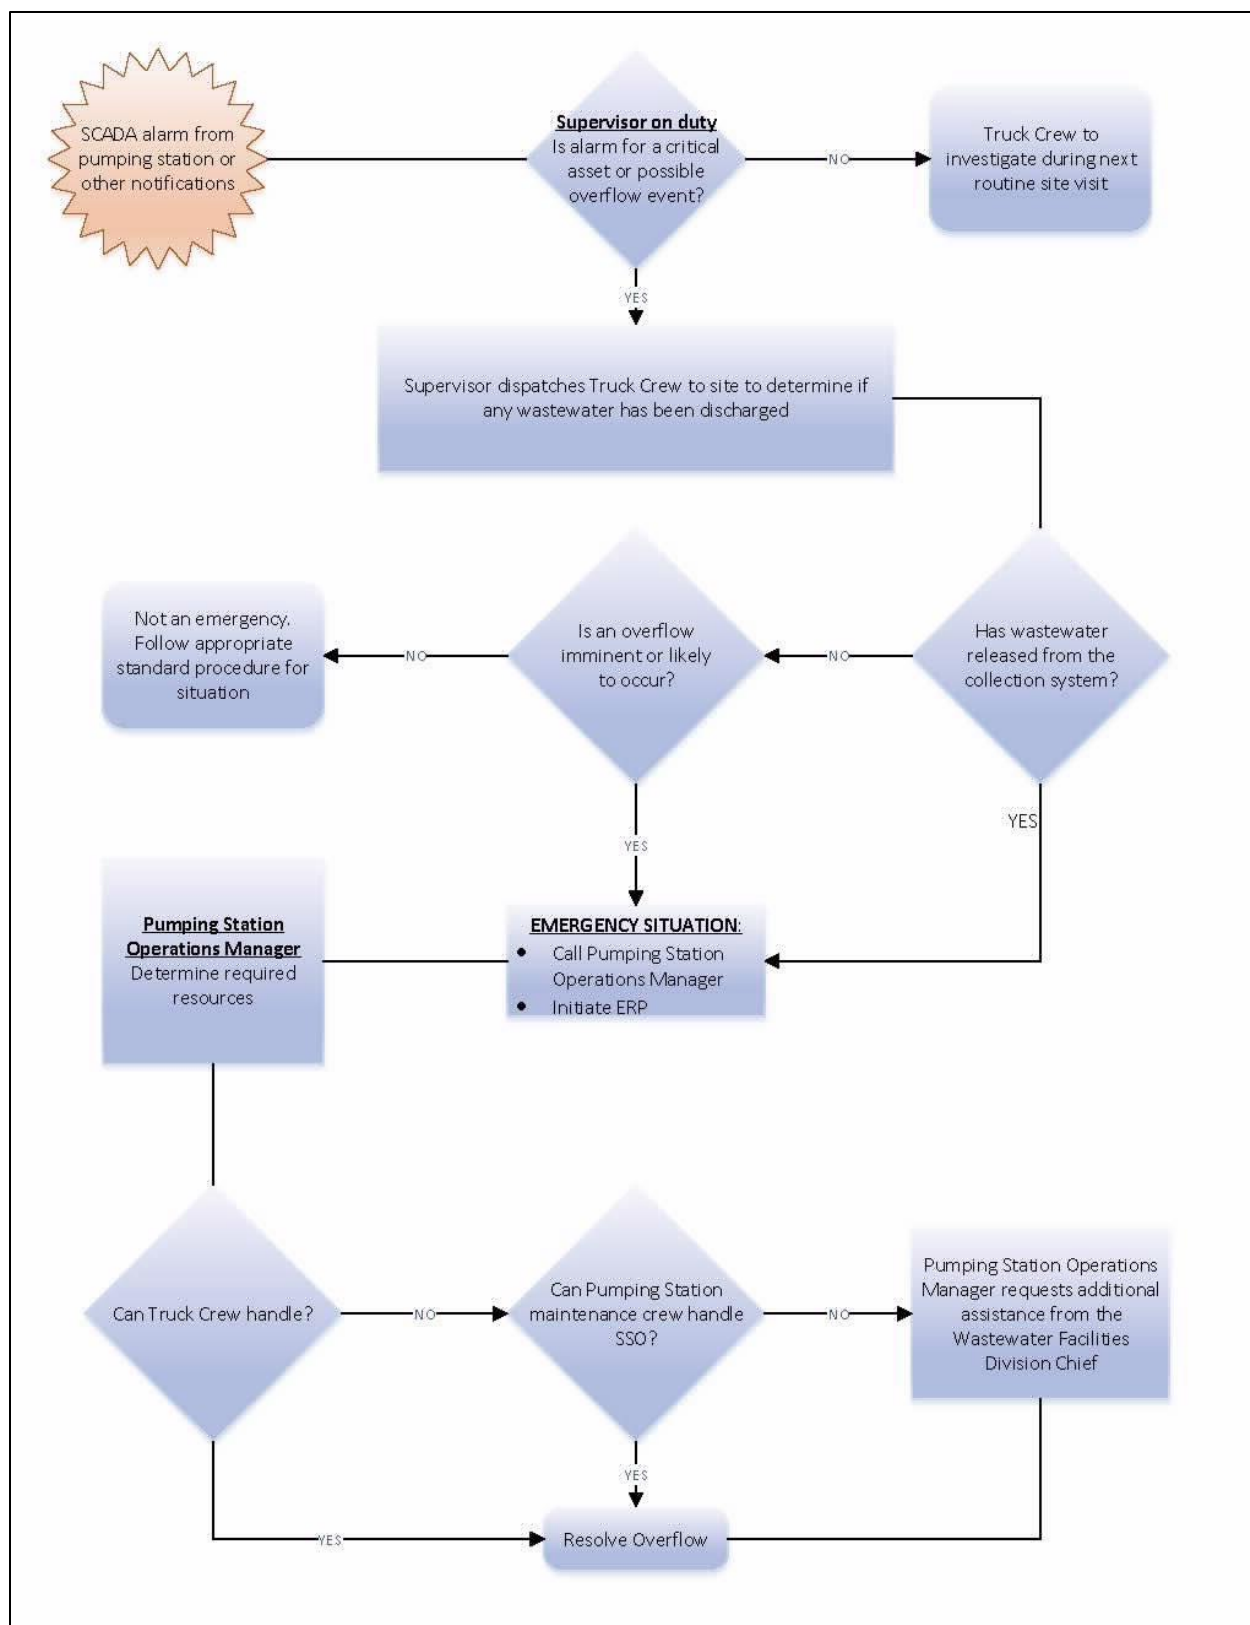 SCADA alarm from
pumping station or
other notifications
Supervisor on duty
Is alarm for a critical
asset or possible
overflow event?
NO
Truck Crew to
investigate during next
routine site visit
YES
Supervisor dispatches Truck Crew to site to determine if
any wastewater has been discharged
Not an emergency.
Follow appropriate
standard procedure for
situation
NO
Is an overflow
imminent or likely
to occur?
NO
Has wastewater
released from the
collection system?
YES
YES
Pumping Station
Operations Manager
Determine required
resources
EMERGENCY SITUATION:
• Call Pumping Station
Operations Manager
• Initiate ERP
Can Truck Crew handle?
NO
Can Pumping Station
maintenance crew handle
SSO?
NO
Pumping Station Operations
Manager requests additional
assistance from the
Wastewater Facilities
Division Chief
YES
YES
Resolve Overflow